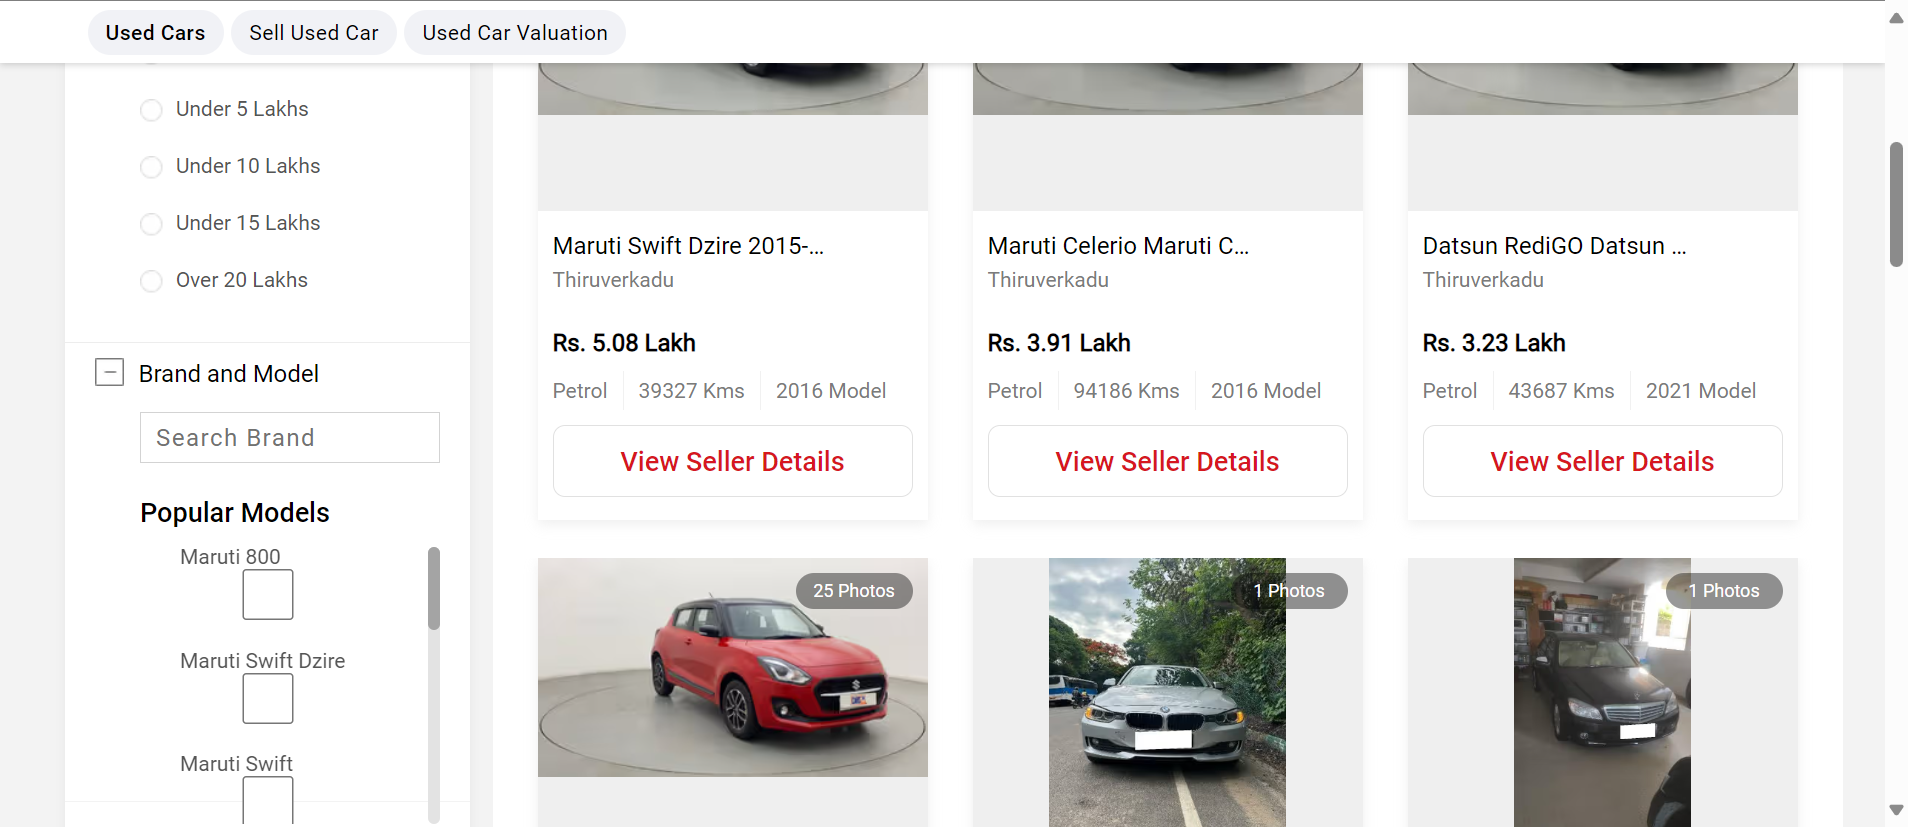 Used Cars
Sell Used Car
Used Car Valuation
Under 5 Lakhs
Under 10 Lakhs
Under 15 Lakhs
Over 20 Lakhs
Brand and Model
Search Brand
Popular Models
Maruti 800
Maruti Swift Dzire
Maruti Swift
Maruti Swift Dzire 2015-...
Thiruverkadu
Rs. 5.08 Lakh
Petrol
39327 Kms
2016 Model
View Seller Details
Maruti Celerio Maruti C...
Thiruverkadu
Rs. 3.91 Lakh
Petrol
94186 Kms
2016 Model
View Seller Details
Datsun RediGO Datsun ...
Thiruverkadu
Rs. 3.23 Lakh
Petrol
43687 Kms
2021 Model
View Seller Details
25 Photos
1 Photos
1 Photos